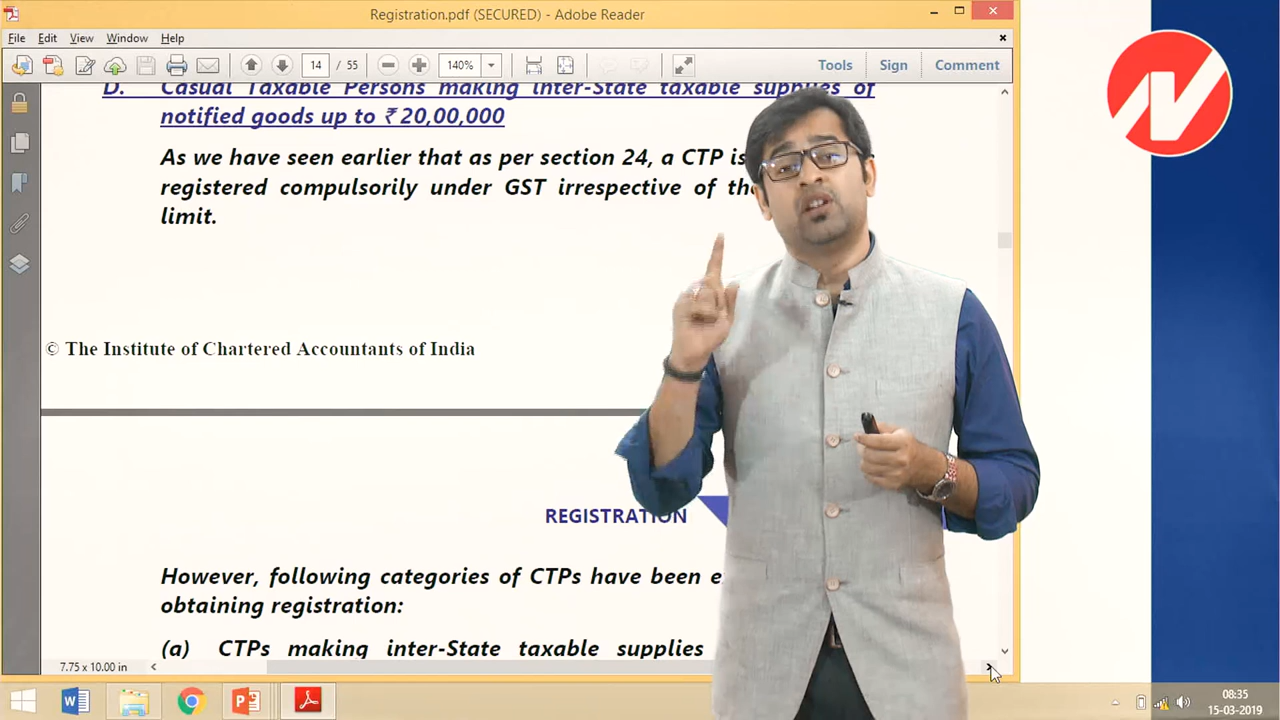 Registration.pdf (SECURED) - Adobe Reader
File Edit View Window Help
14 / 55 140% Tools Sign Comment
D. Casual Taxable Persons making inter-State taxable supplies of
notified goods up to ₹ 20,00,000
As we have seen earlier that as per section 24, a CTP is
registered compulsorily under GST irrespective of
limit.
© The Institute of Chartered Accountants of India
REGISTRATION
However, following categories of CTPs have been
obtaining registration:
(a) CTPs making inter-State taxable supplies
7.75 x 10.00 in
08:35
15-03-2019